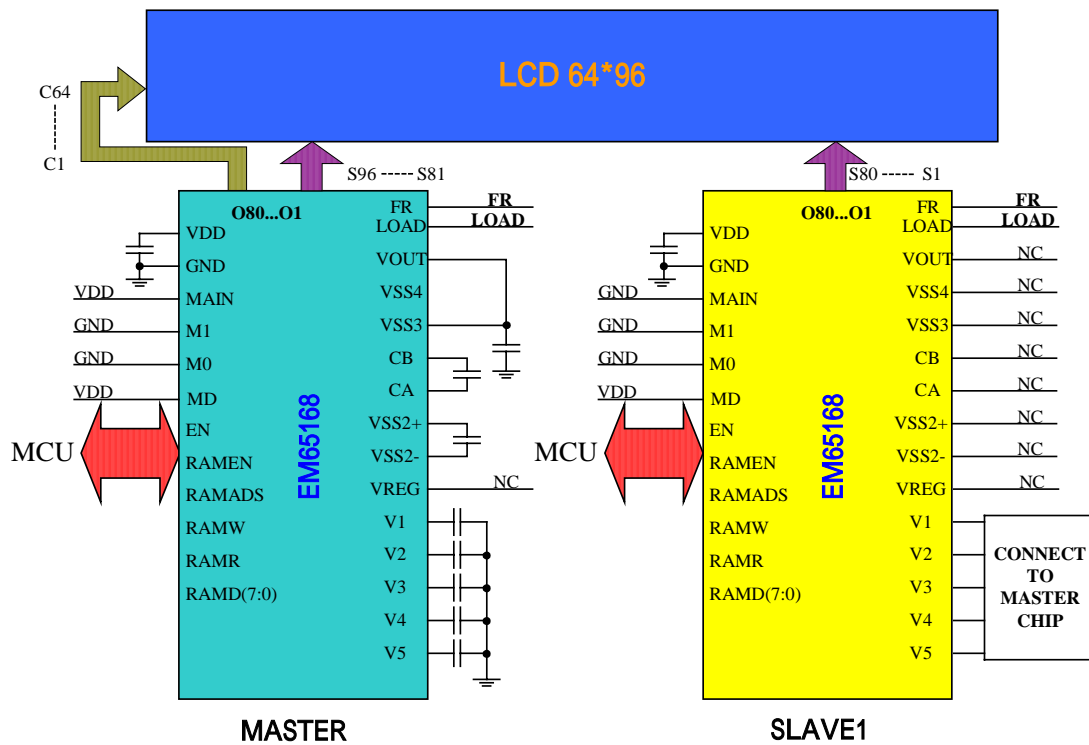 LCD 64*96
C64
C1
S96 ----- S81
S80 ----- S1
O80...O1
FR
FR
LOAD
LOAD
VDD
GND
VOUT
VDD
MAIN
VSS4
GND
M1
VSS3
GND
M0
CB
VDD
MD
CA
EN
VSS2+
MCU
RAMEN
VSS2-
RAMADS
VREG
NC
RAMW
V1
RAMR
V2
RAMD(7:0)
V3
V4
V5
EM65168
MASTER
O80...O1
FR
FR
LOAD
LOAD
VDD
GND
VOUT
NC
GND
MAIN
VSS4
NC
GND
M1
VSS3
NC
GND
M0
CB
NC
VDD
MD
CA
NC
EN
VSS2+
NC
MCU
RAMEN
VSS2-
NC
RAMADS
VREG
NC
RAMW
V1
RAMR
V2
RAMD(7:0)
V3
V4
V5
EM65168
CONNECT
TO
MASTER
CHIP
SLAVE1